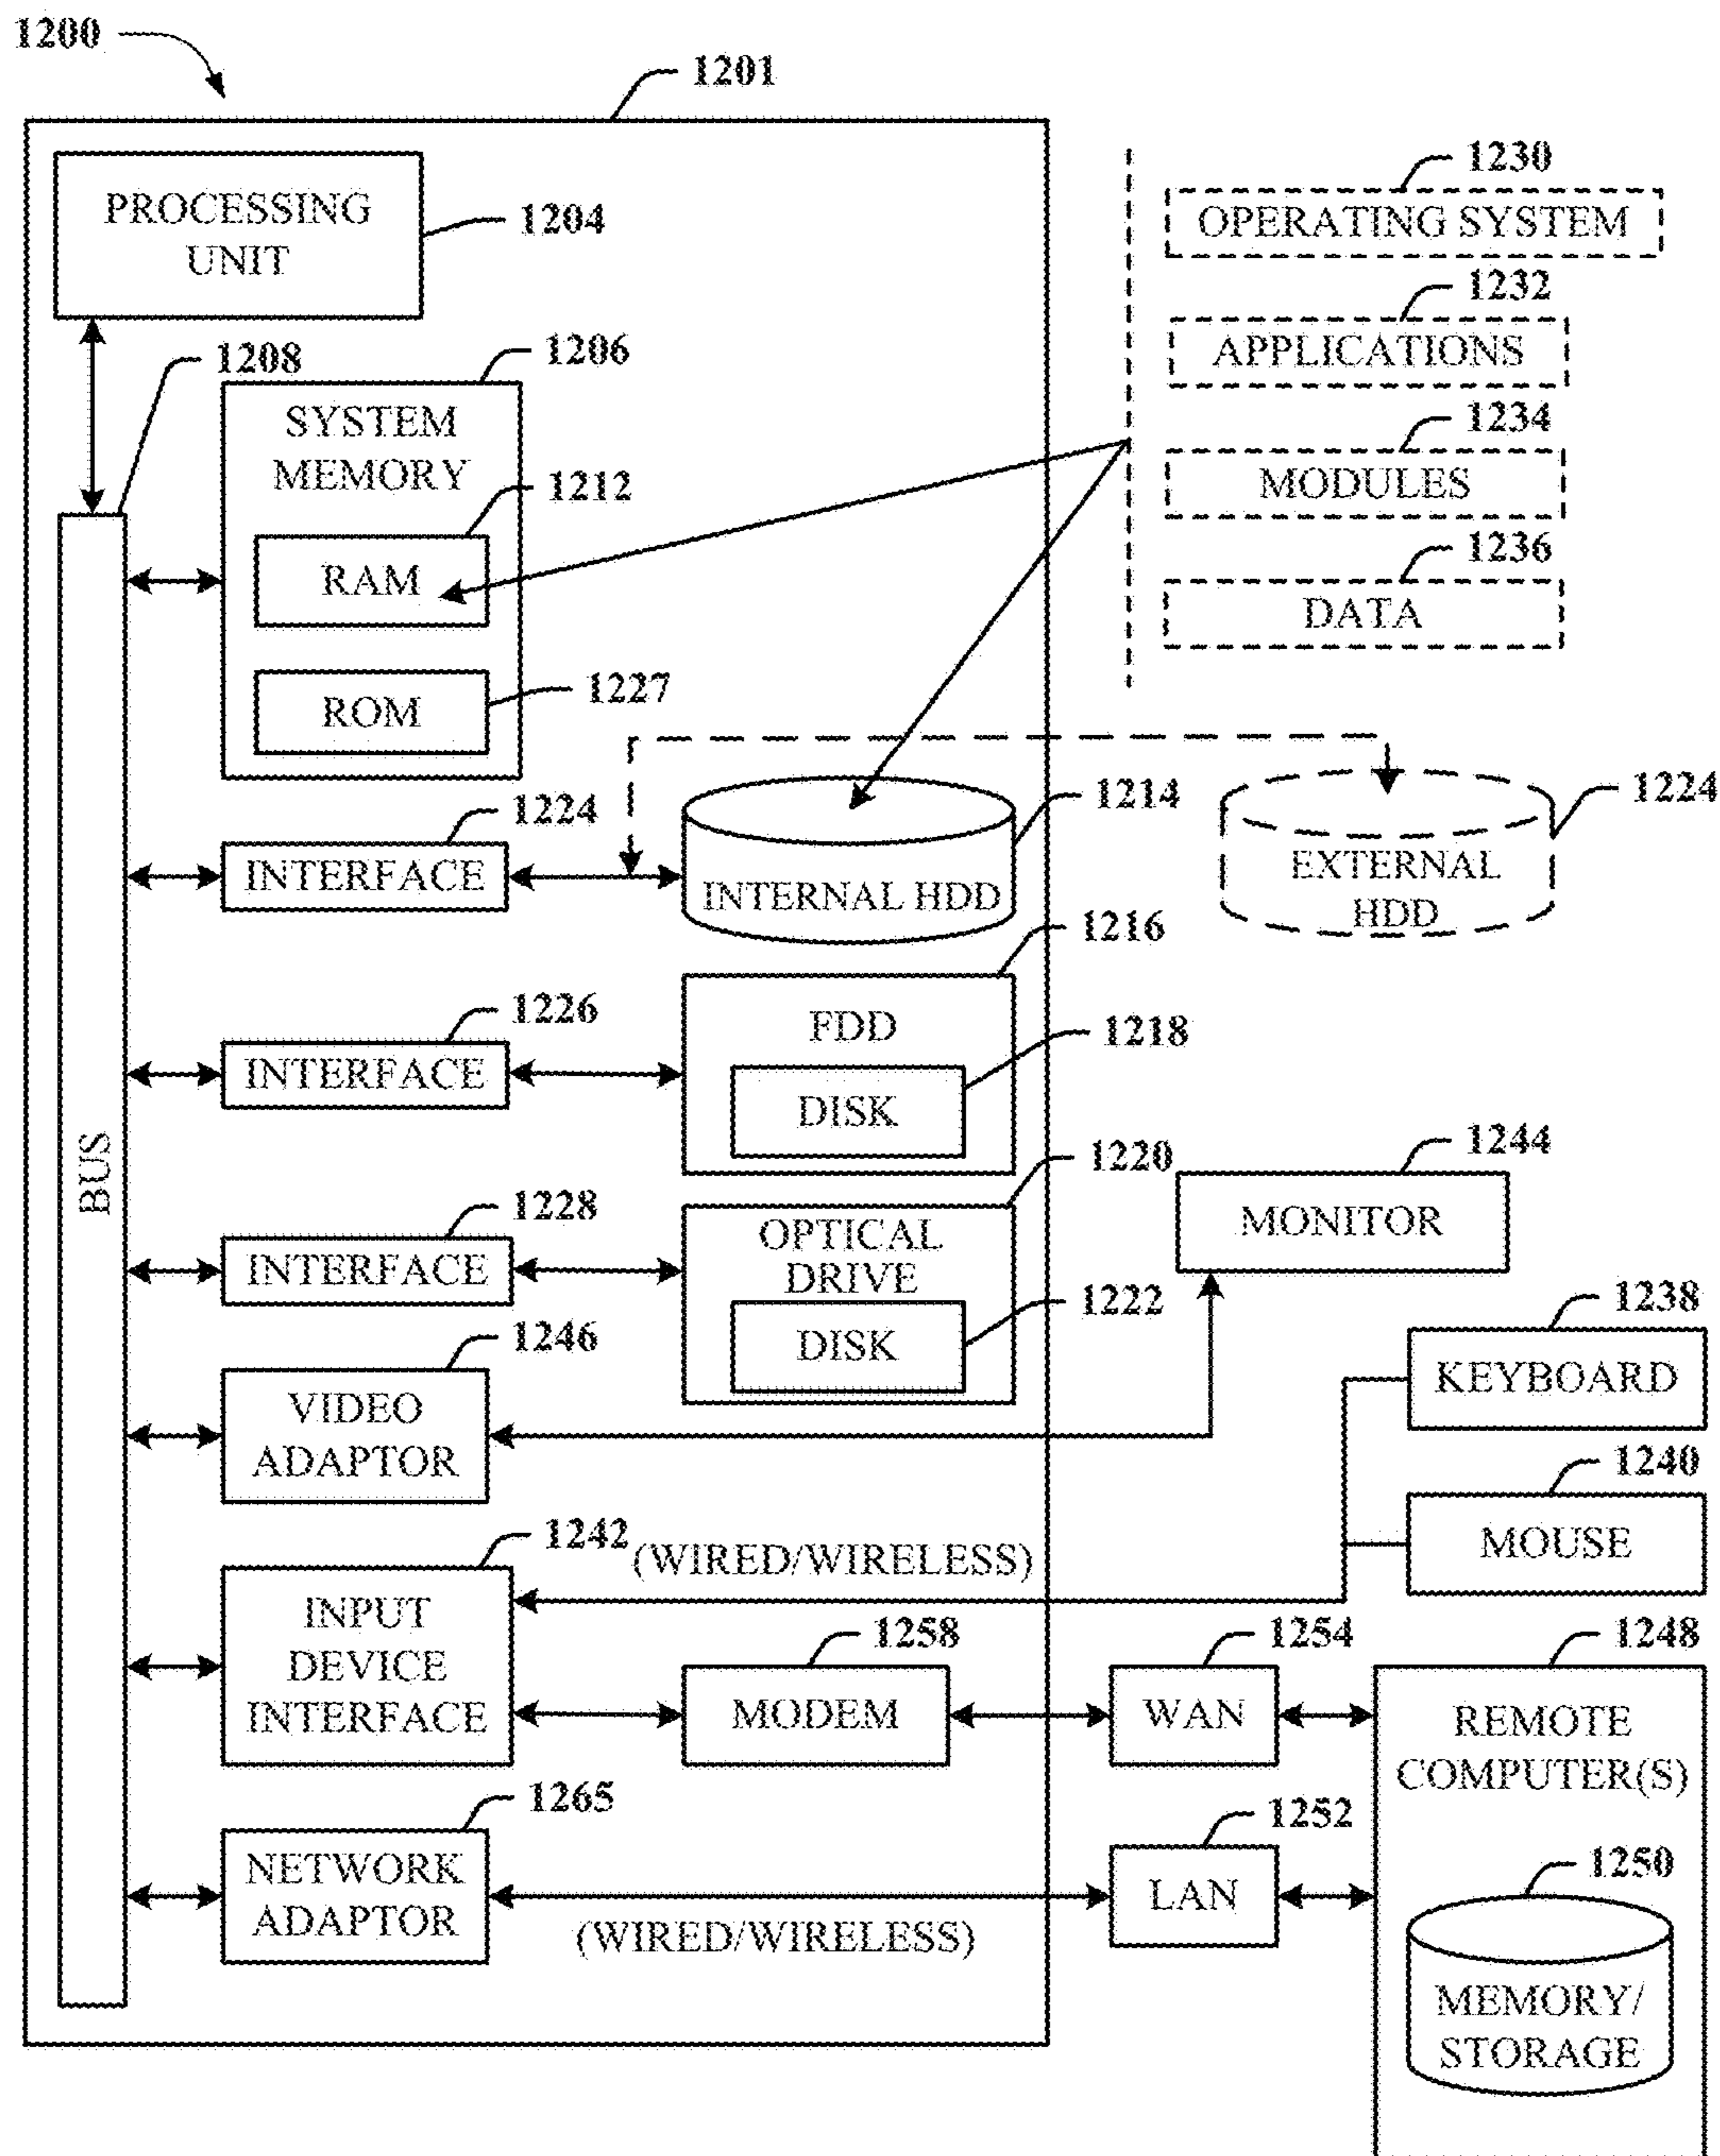 1200
1201
PROCESSING
UNIT
1204
1230
OPERATING SYSTEM
1232
APPLICATIONS
1234
MODULES
1236
DATA
1208
1206
SYSTEM
MEMORY
1212
RAM
1227
ROM
BUS
1224
INTERFACE
1214
INTERNAL HDD
1224
EXTERNAL
HDD
1216
FDD
1218
DISK
1226
INTERFACE
1220
OPTICAL
DRIVE
1222
DISK
1228
INTERFACE
1244
MONITOR
1246
VIDEO
ADAPTOR
1238
KEYBOARD
1240
MOUSE
1242
(WIRED/WIRELESS)
INPUT
DEVICE
INTERFACE
1258
MODEM
1254
WAN
1248
REMOTE
COMPUTER(S)
1265
NETWORK
ADAPTOR
(WIRED/WIRELESS)
1252
LAN
1250
MEMORY/
STORAGE